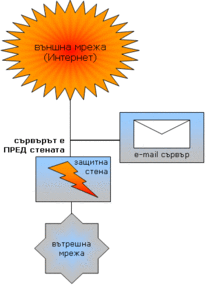 външна мрежа
(Интернет)
сървърът е
ПРЕД стената
e-mail сървър
защитна
стена
вътрешна
мрежа